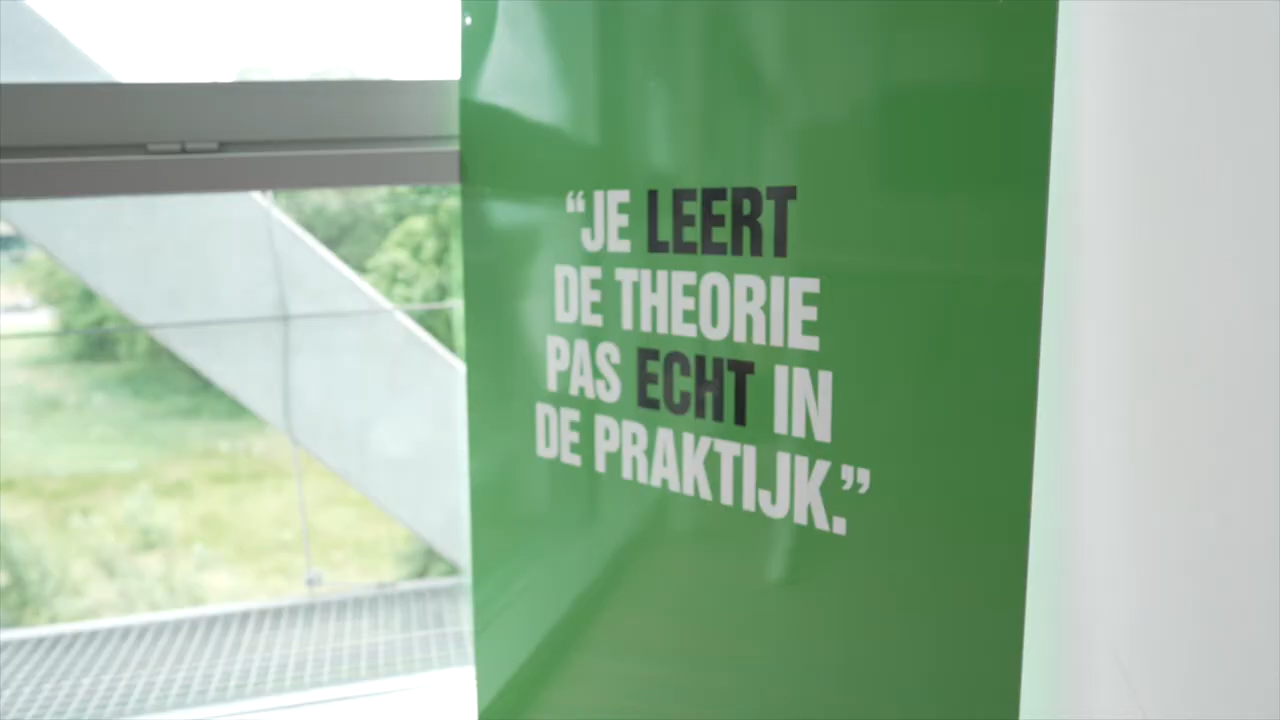 “JE LEERT
DE THEORIE
PAS ECHT IN
DE PRAKTIJK.”